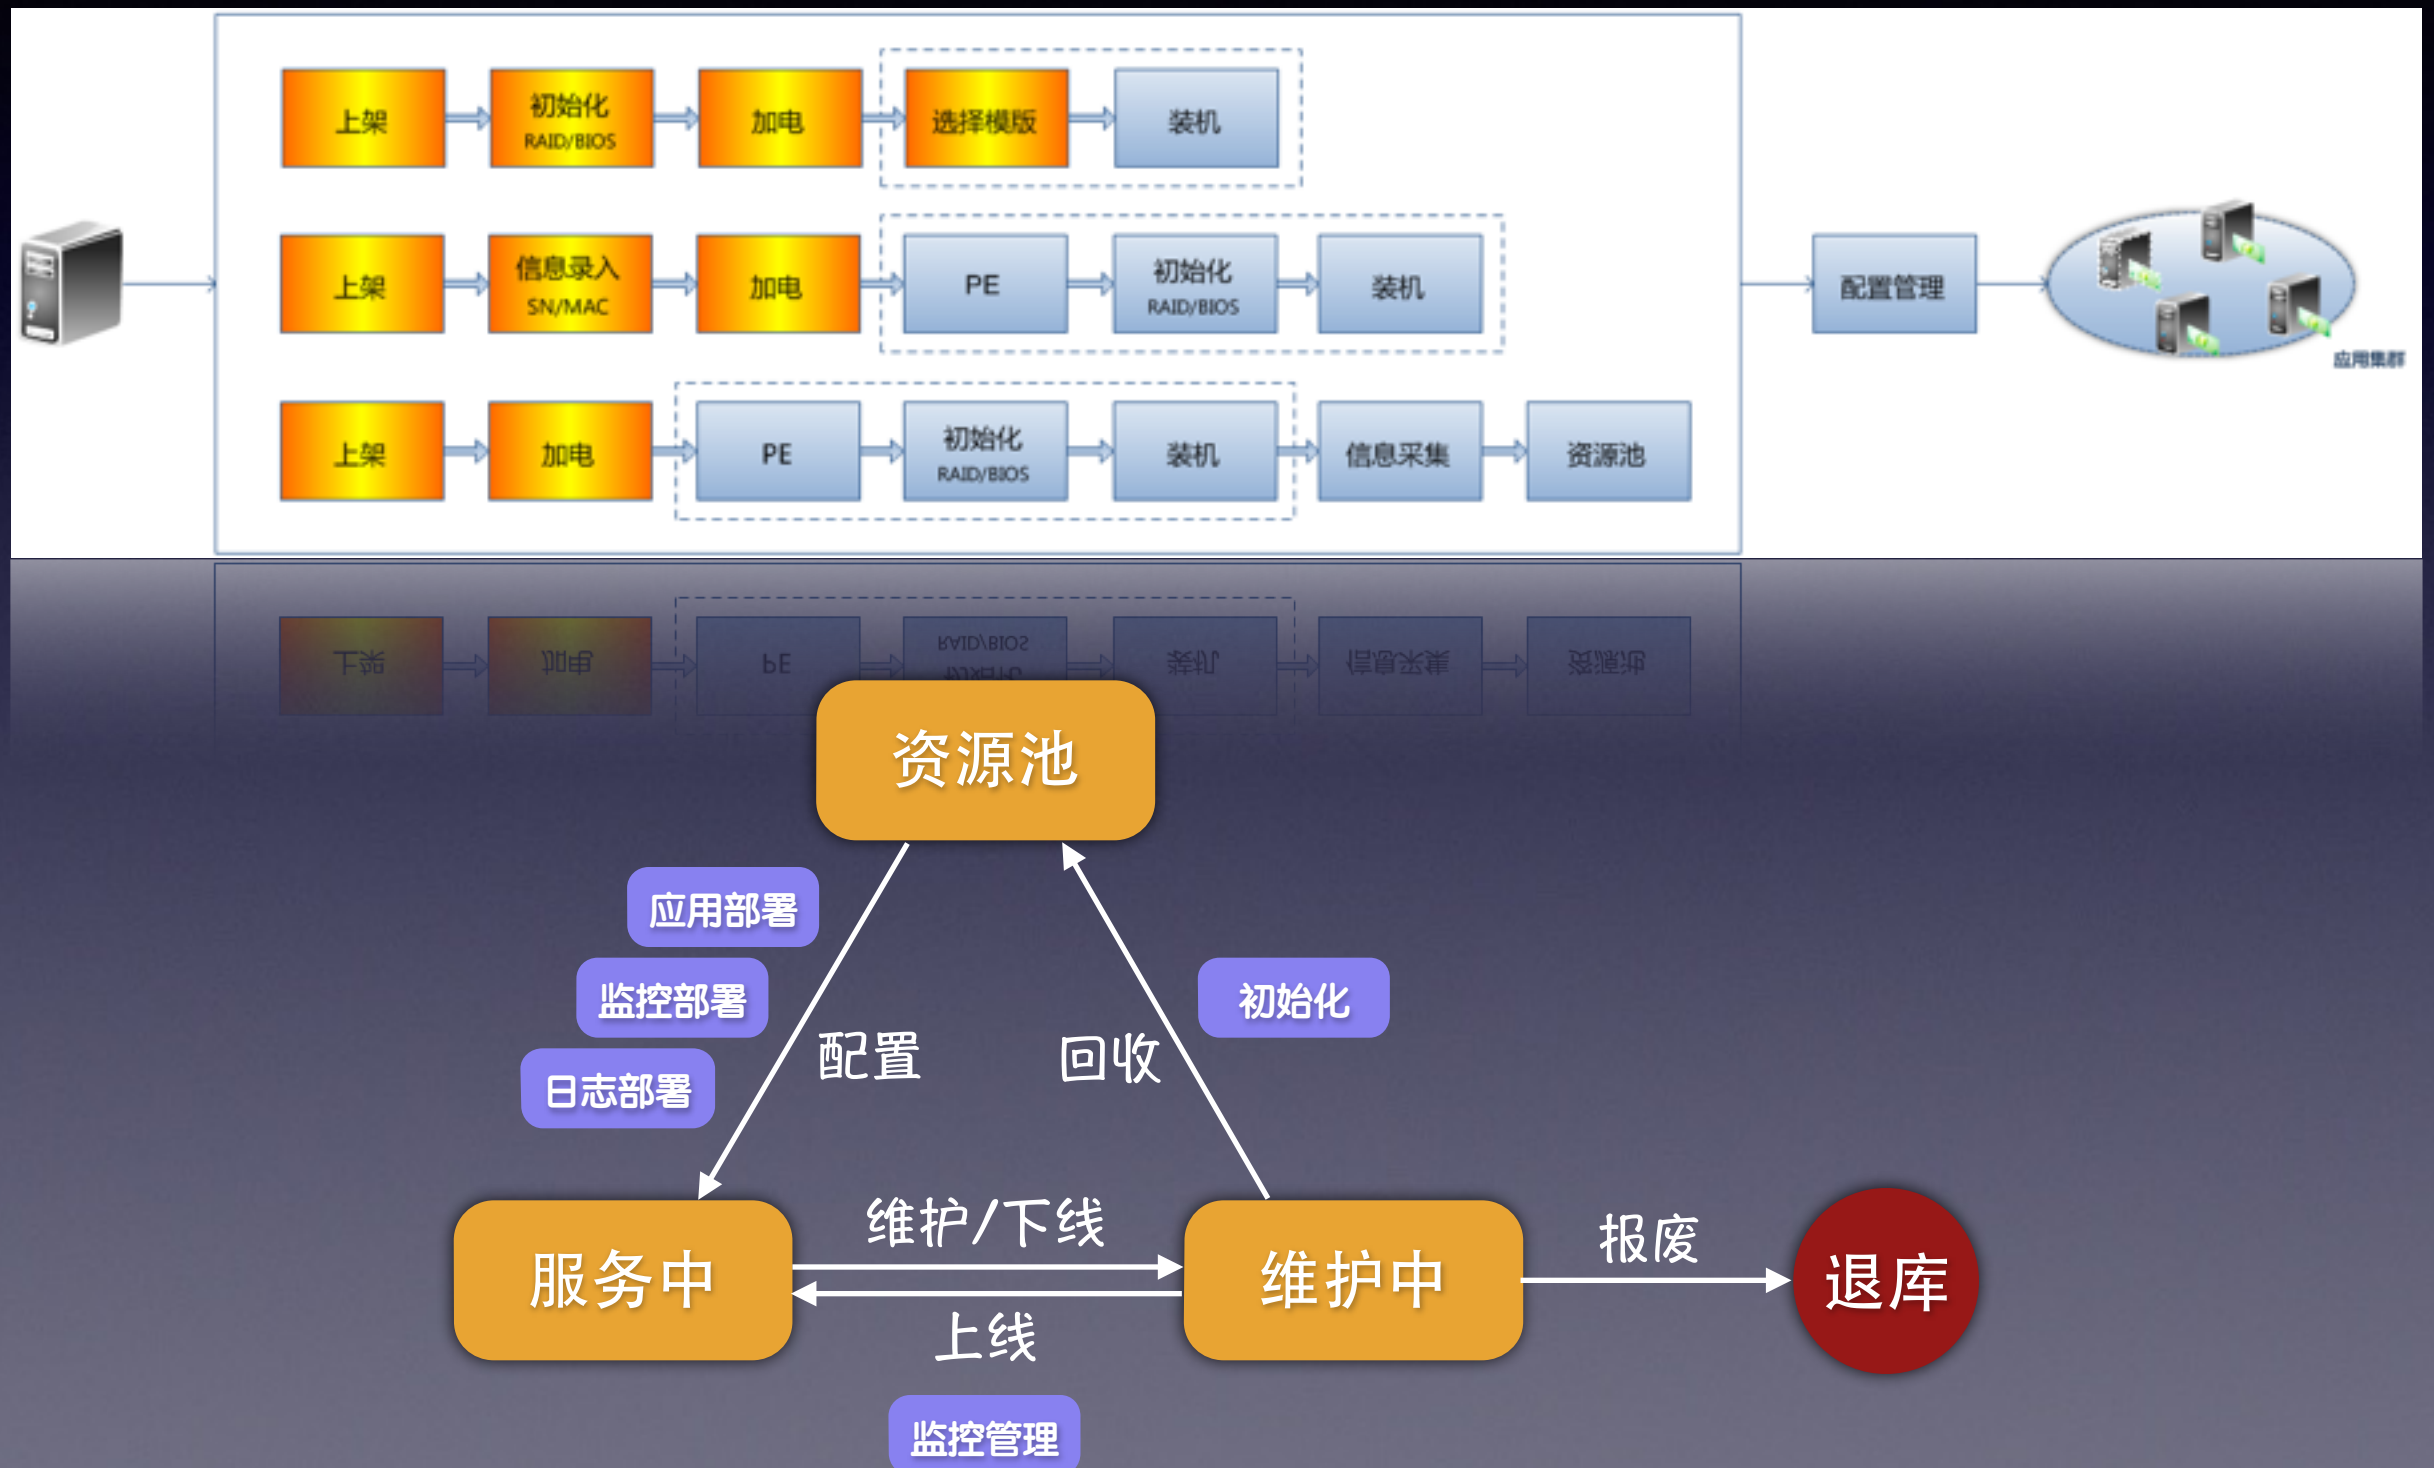 上架
初始化
RAID/BIOS
加电
选择模版
装机
上架
信息录入
SN/MAC
加电
PE
初始化
RAID/BIOS
装机
配置管理
应用集群
上架
加电
PE
初始化
RAID/BIOS
装机
信息采集
资源池
资源池
应用部署
监控部署
日志部署
配置
回收
初始化
服务中
维护/下线
上线
监控管理
维护中
报废
退库